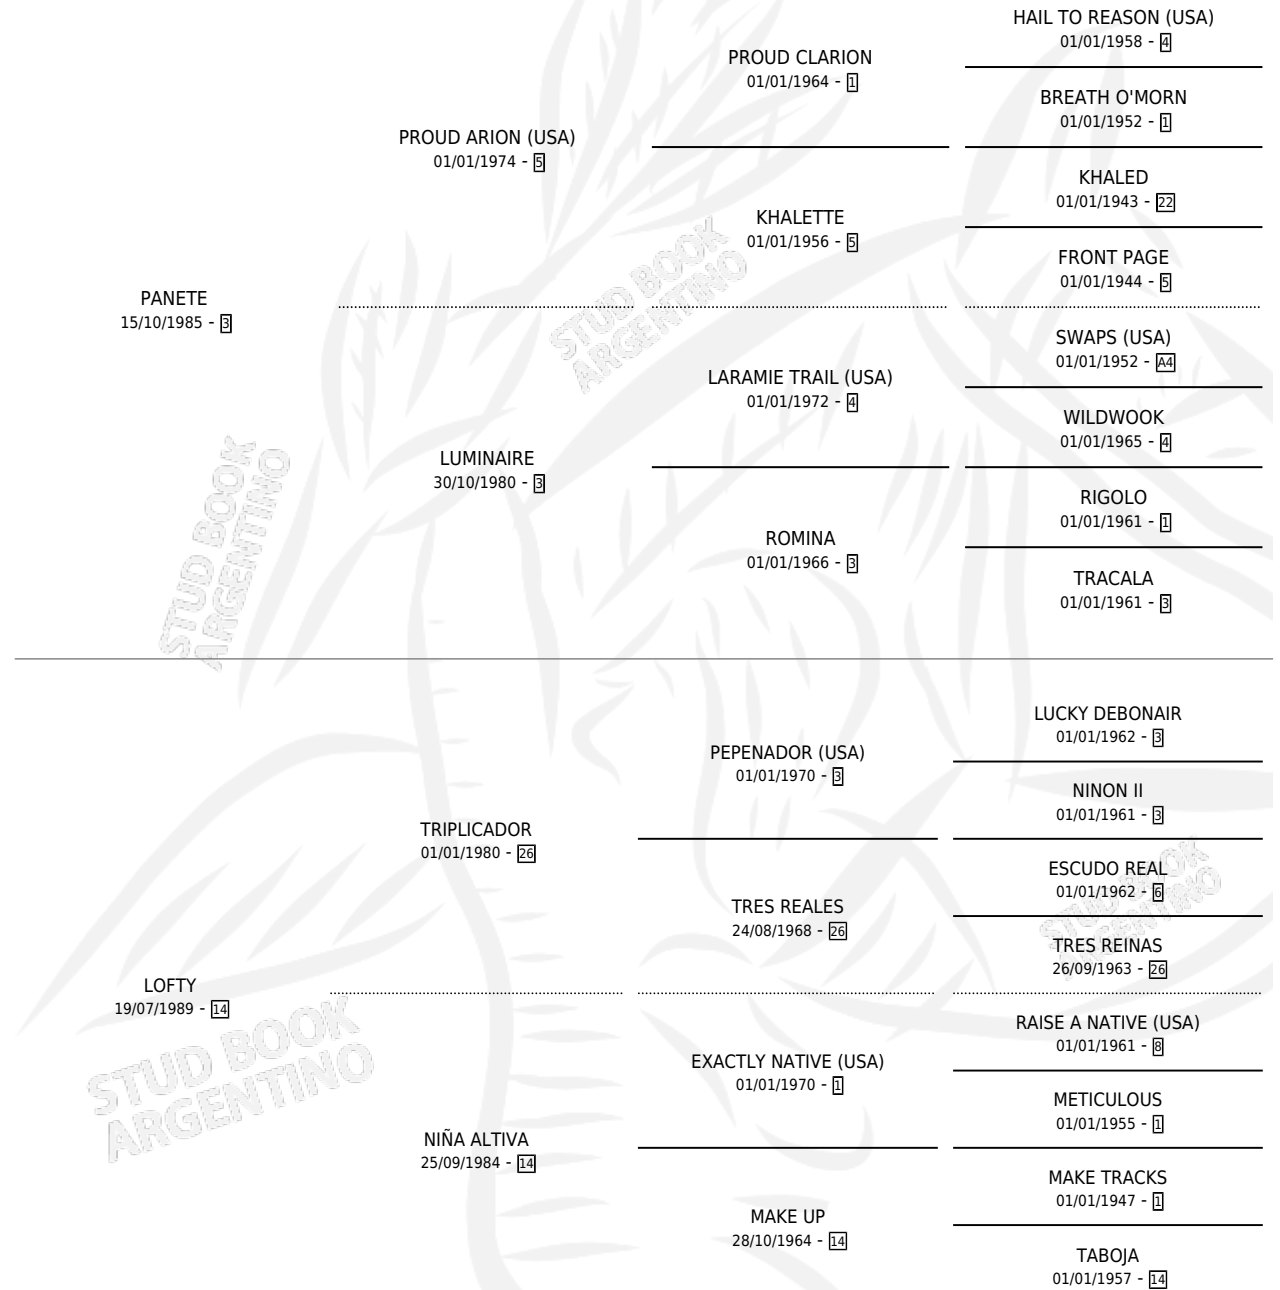 HAIL TO REASON (USA)
01/01/1958 - 4
PROUD CLARION
01/01/1964 - 1
BREATH O'MORN
01/01/1952 - 1
PROUD ARION (USA)
01/01/1974 - 5
KHALED
01/01/1943 - 22
KHALETTE
01/01/1956 - 5
FRONT PAGE
01/01/1944 - 5
PANETE
15/10/1985 - 3
SWAPS (USA)
01/01/1952 - A4
LARAMIE TRAIL (USA)
01/01/1972 - 4
WILDWOOK
01/01/1965 - 4
LUMINAIRE
30/10/1980 - 3
RIGOLO
01/01/1961 - 1
ROMINA
01/01/1966 - 3
TRACALA
01/01/1961 - 3
LUCKY DEBONAIR
01/01/1962 - 3
PEPENADOR (USA)
01/01/1970 - 3
NINON II
01/01/1961 - 3
TRIPLICADOR
01/01/1980 - 26
ESCUDO REAL
01/01/1962 - 6
TRES REALES
24/08/1968 - 26
TRES REINAS
26/09/1963 - 26
LOFTY
19/07/1989 - 14
RAISE A NATIVE (USA)
01/01/1961 - 8
EXACTLY NATIVE (USA)
01/01/1970 - 1
METICULOUS
01/01/1955 - 1
NIÑA ALTIVA
25/09/1984 - 14
MAKE TRACKS
01/01/1947 - 1
MAKE UP
28/10/1964 - 14
TABOJA
01/01/1957 - 14
STUD BOOK
ARGENTINO
STUD BOOK
ARGENTINO
STUD BOOK
ARGENTINO
STUD BOOK
ARGENTINO